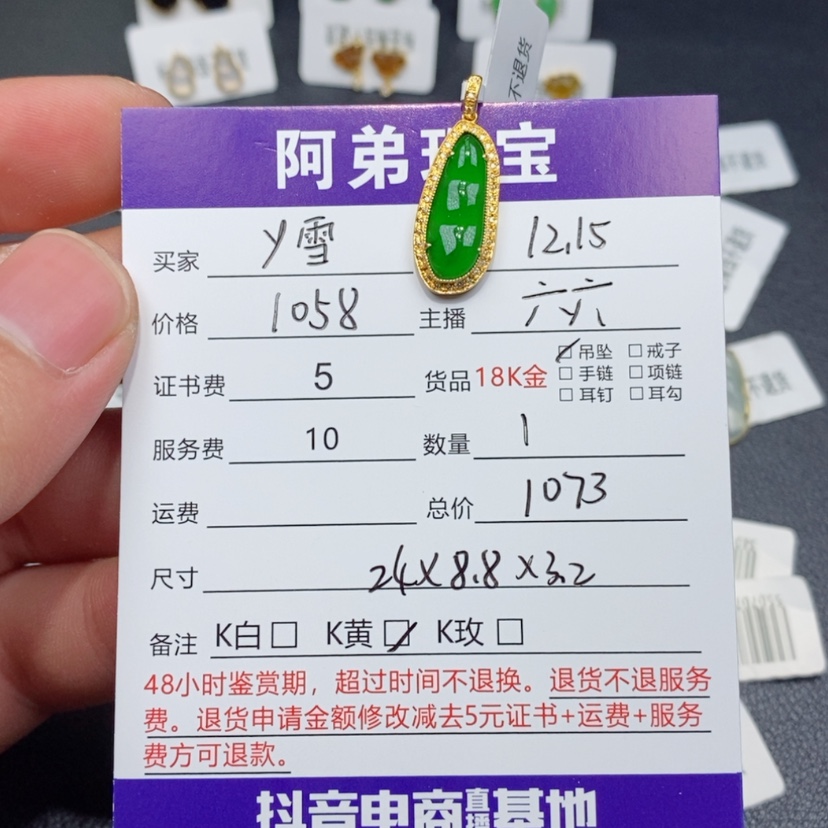 不退货
阿弟 宝
买家 y雪 12.15
价格 1058 主播 六六
证书费 5 货品 18K金 ☑吊坠 □戒子
□手链 □项链
□耳钉 □耳勾
服务费 10 数量 1
运费 总价 1073
尺寸 24X8.8X3.2
备注 K白□ K黄☑ K玫□
48小时鉴赏期，超过时间不退换。退货不退服务
费。退货申请金额修改减去5元证书+运费+服务
费方可退款。
抖音电商直播基地
不退货